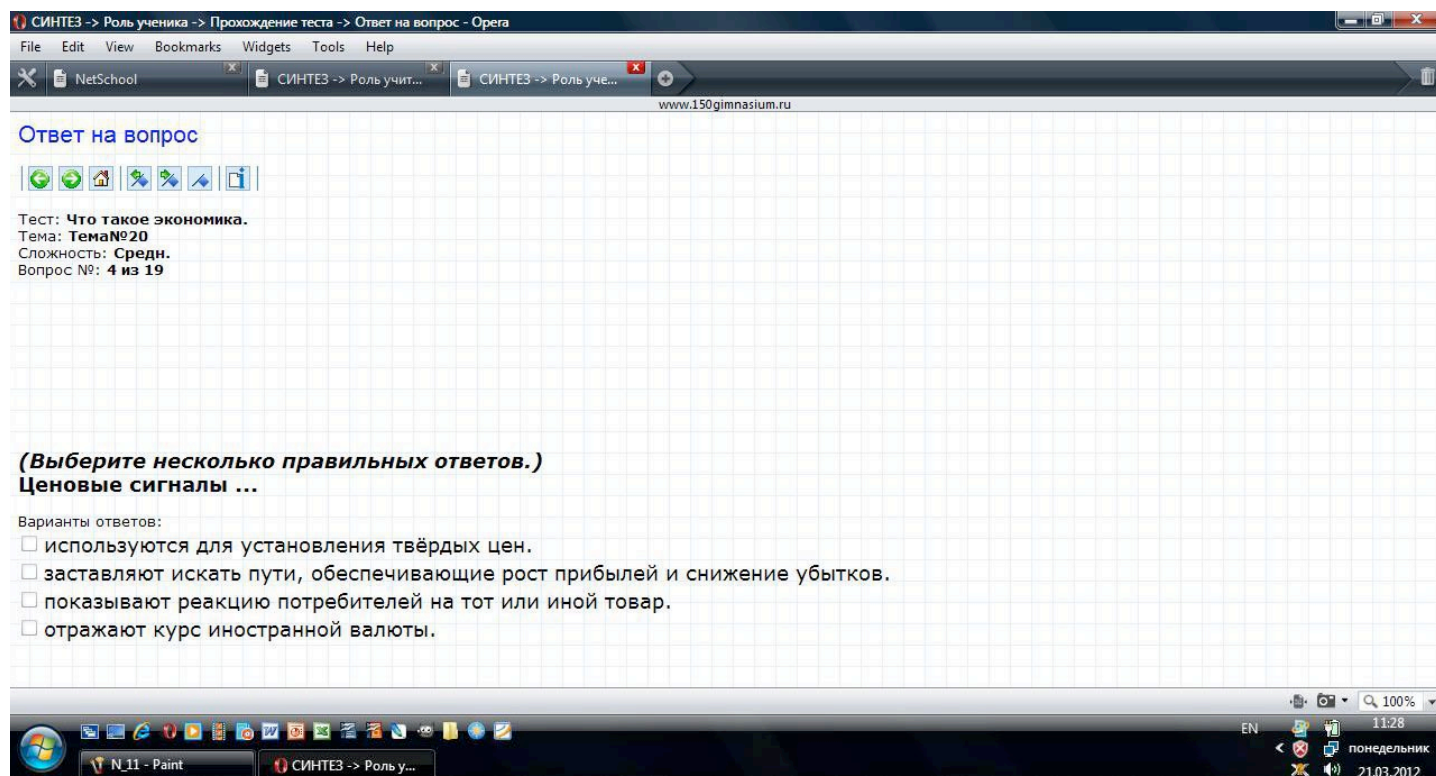 СИНТЕЗ -> Роль ученика -> Прохождение теста -> Ответ на вопрос - Opera
File Edit View Bookmarks Widgets Tools Help
NetSchool СИНТЕЗ -> Роль учит... СИНТЕЗ -> Роль уче...
www.150gimnasium.ru
Ответ на вопрос
Тест: Что такое экономика.
Тема: Тема№20
Сложность: Средн.
Вопрос №: 4 из 19
(Выберите несколько правильных ответов.)
Ценовые сигналы ...
Варианты ответов:
используются для установления твёрдых цен.
заставляют искать пути, обеспечивающие рост прибылей и снижение убытков.
показывают реакцию потребителей на тот или иной товар.
отражают курс иностранной валюты.
100%
EN 11:28
понедельник
N_11 - Paint СИНТЕЗ -> Роль у...
21.03.2012